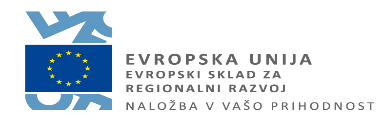 EVROPSKA UNIJA
EVROPSKI SKLAD ZA
REGIONALNI RAZVOJ
NALOŽBA V VAŠO PRIHODNOST